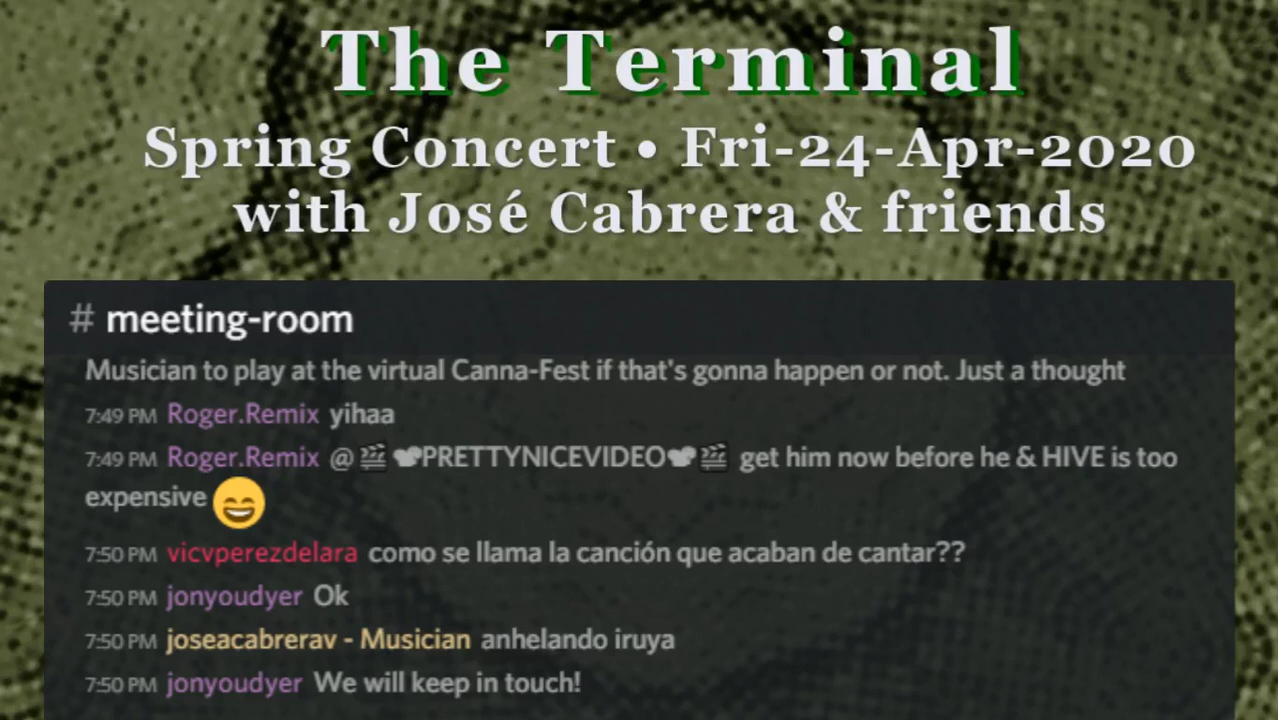 The Terminal
Spring Concert • Fri-24-Apr-2020
with José Cabrera & friends
# meeting-room
Musician to play at the virtual Canna-Fest if that's gonna happen or not. Just a thought
7:49 PM Roger.Remix yihaa
7:49 PM Roger.Remix @🎬📽PRETTYNICEVIDEO📽🎬 get him now before he & HIVE is too
expensive 😄
7:50 PM vicvperezdelara como se llama la canción que acaban de cantar??
7:50 PM jonyoudyer Ok
7:50 PM joseacabrerav - Musician anhelando iruya
7:50 PM jonyoudyer We will keep in touch!